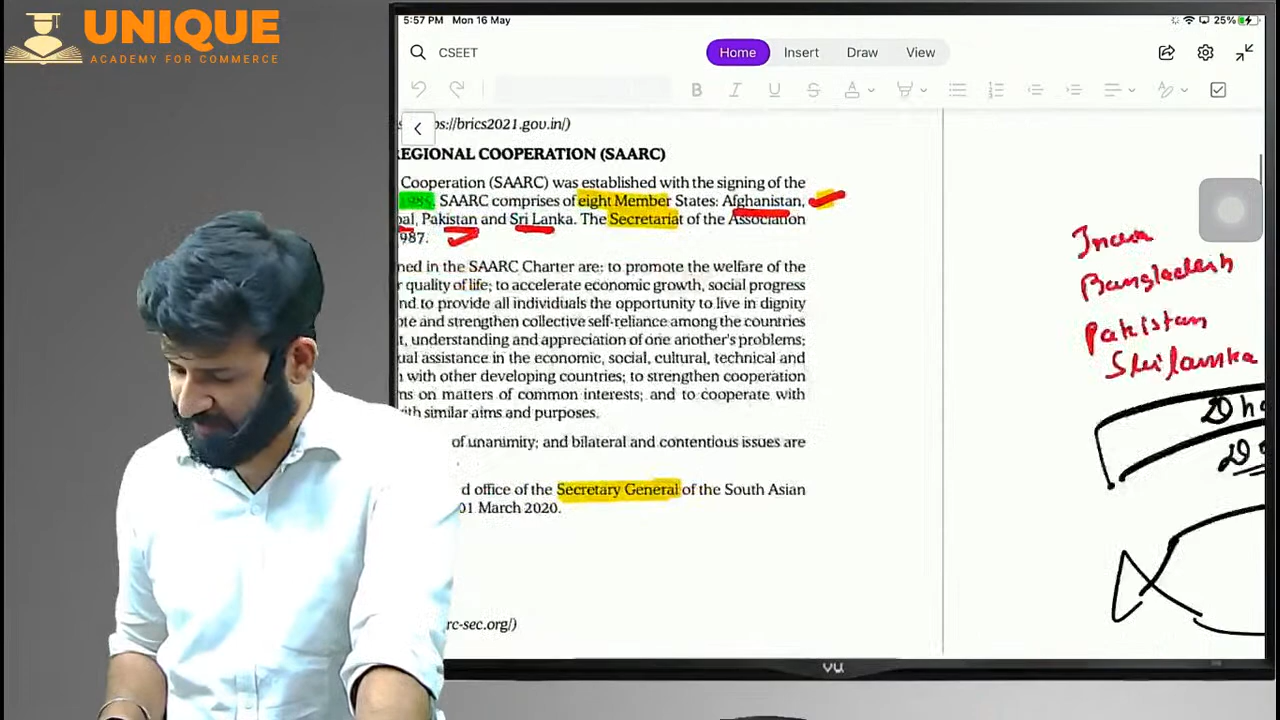 UNIQUE
ACADEMY FOR COMMERCE
5:57 PM Mon 16 May
25%
CSEET
Home Insert Draw View
B I U S A
s://brics2021.gov.in/)
REGIONAL COOPERATION (SAARC)
Cooperation (SAARC) was established with the signing of the
1985. SAARC comprises of eight Member States: Afghanistan,
pal, Pakistan and Sri Lanka. The Secretariat of the Association
987.
ned in the SAARC Charter are: to promote the welfare of the
r quality of life; to accelerate economic growth, social progress
nd to provide all individuals the opportunity to live in dignity
ote and strengthen collective self-reliance among the countries
t, understanding and appreciation of one another's problems;
ual assistance in the economic, social, cultural, technical and
n with other developing countries; to strengthen cooperation
ns on matters of common interests; and to cooperate with
ith similar aims and purposes.
of unanimity; and bilateral and contentious issues are
d office of the Secretary General of the South Asian
01 March 2020.
rc-sec.org/)
Bangladesh
Pakistan
Srilanka
VU